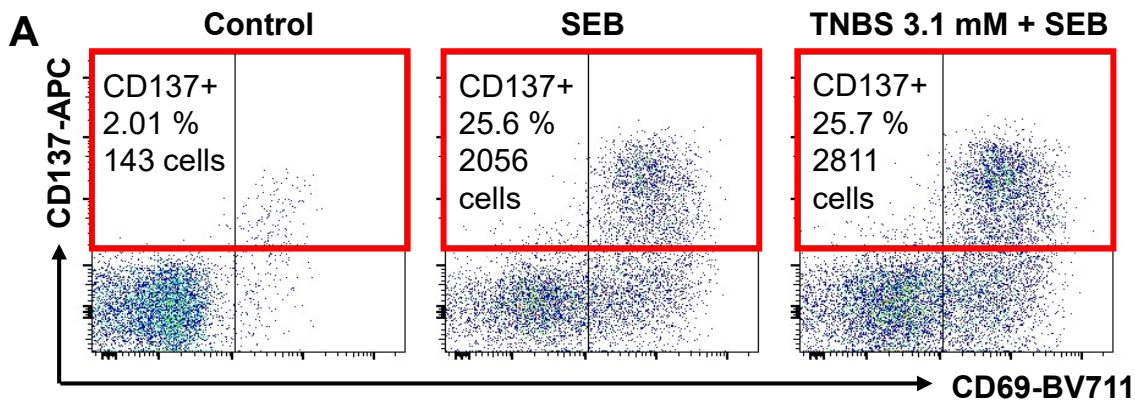 A
Control
SEB
TNBS 3.1 mM + SEB
CD137-APC
CD137+
2.01 %
143 cells
CD137+
25.6 %
2056
cells
CD137+
25.7 %
2811
cells
CD69-BV711